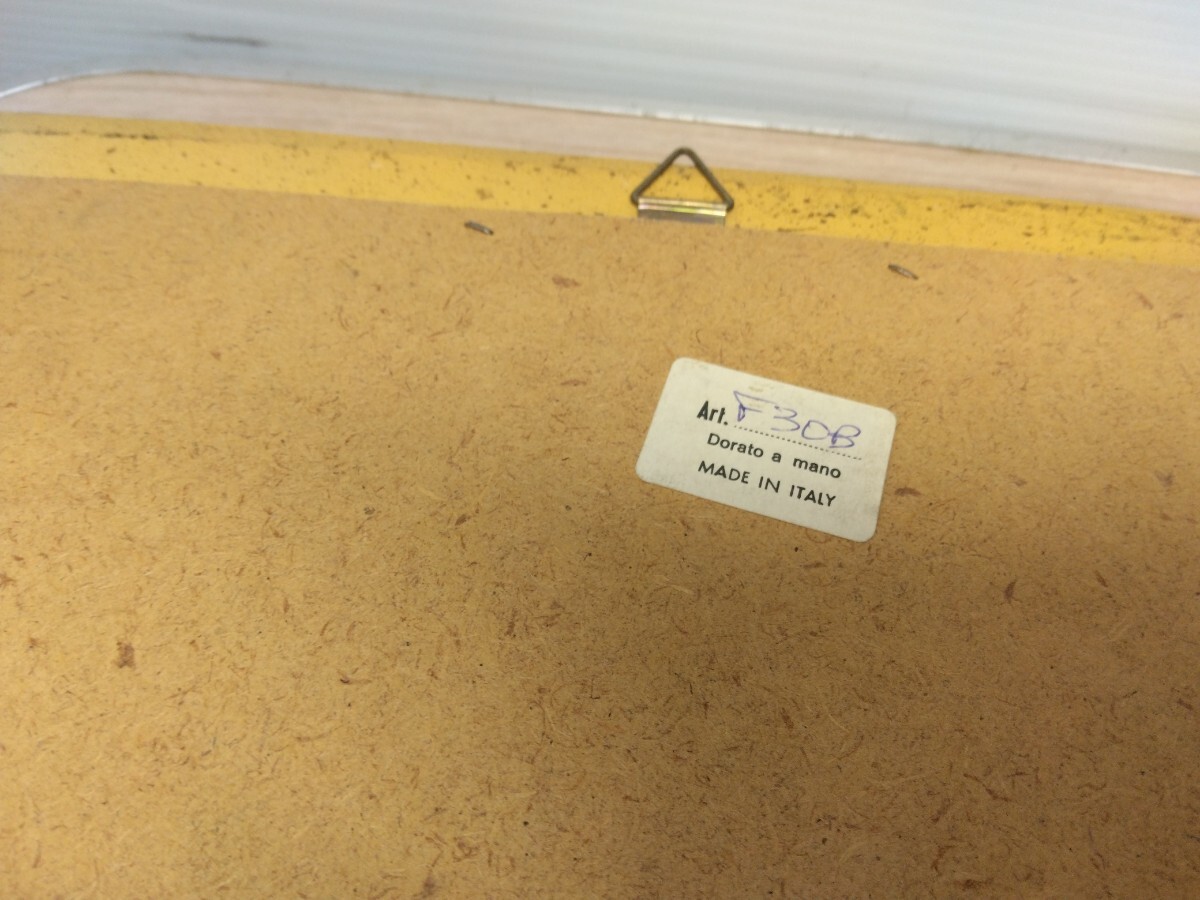 Art. F30B
Dorato a mano
MADE IN ITALY